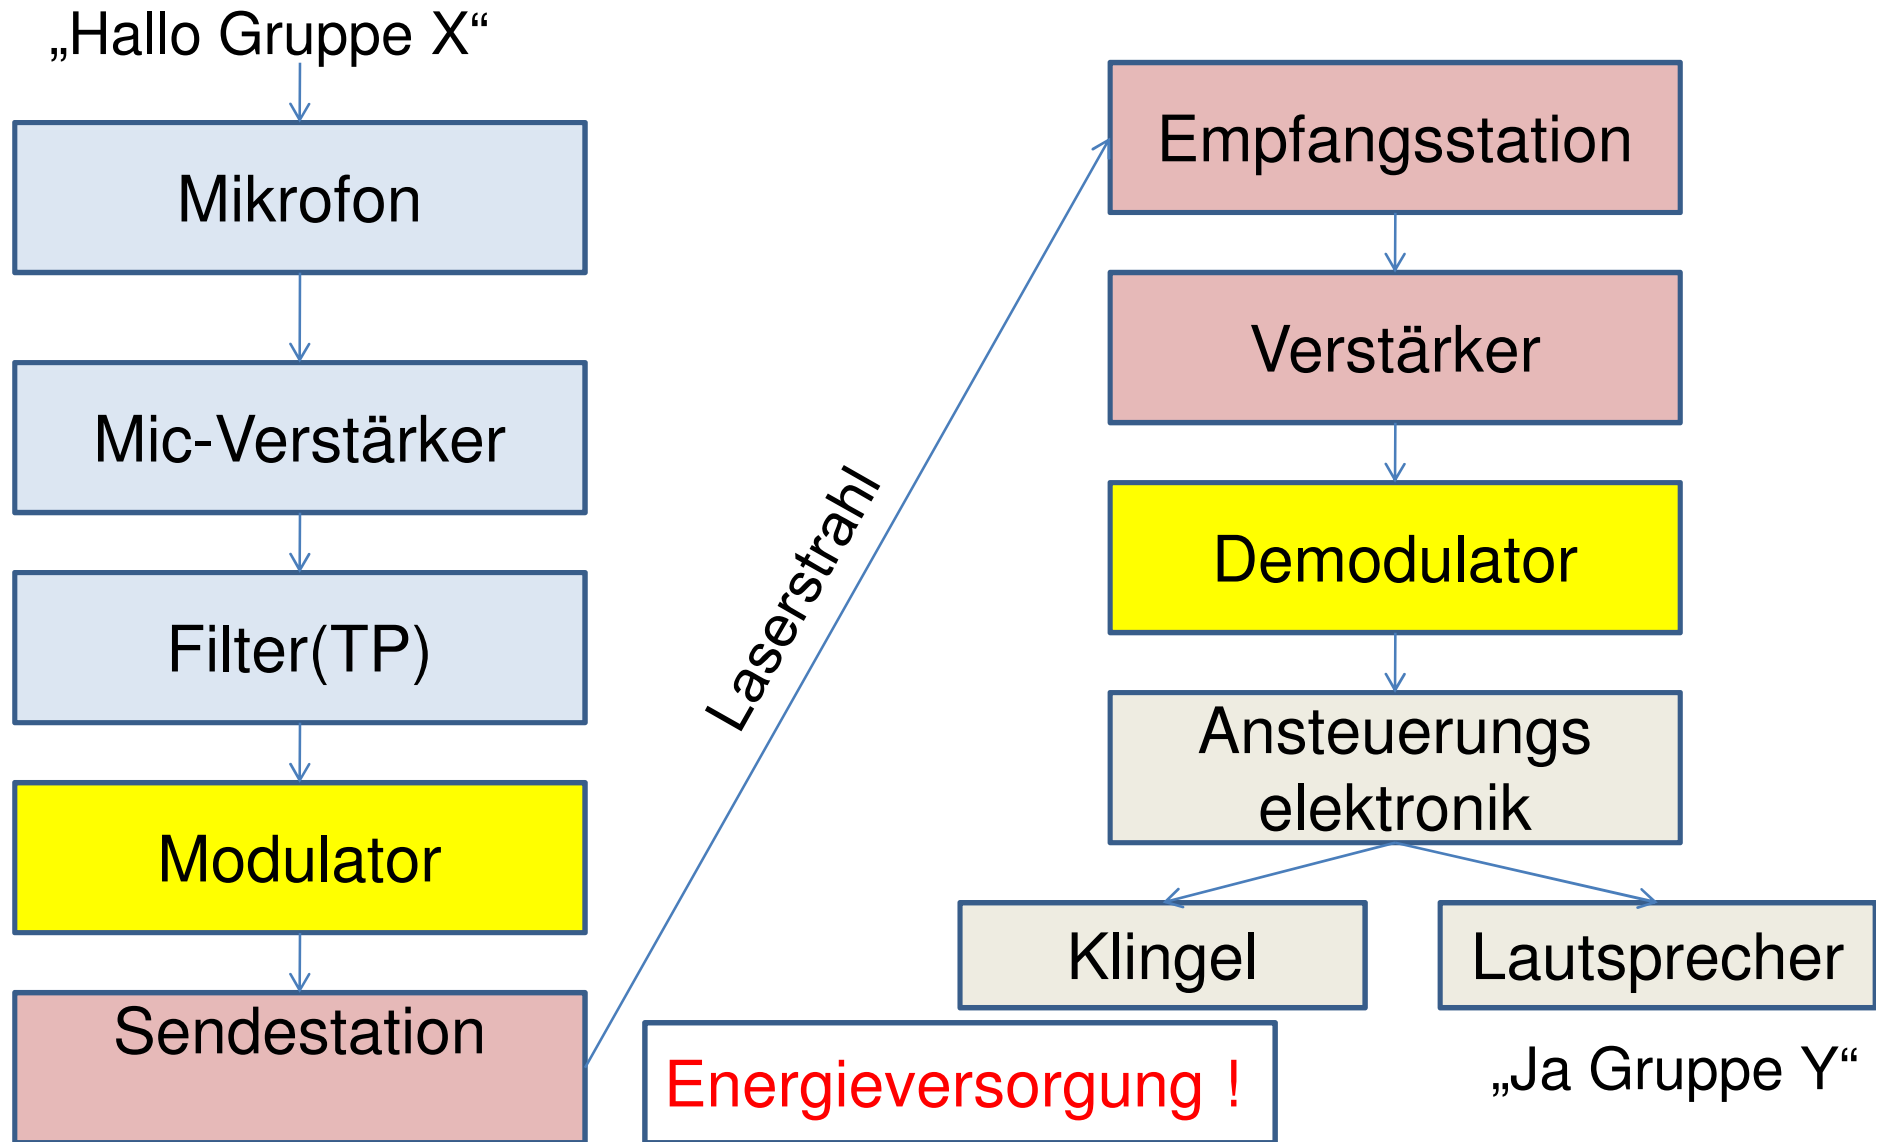 „Hallo Gruppe X“
Mikrofon
Mic-Verstärker
Filter(TP)
Modulator
Sendestation
Laserstrahl
Empfangsstation
Verstärker
Demodulator
Ansteuerungs
elektronik
Klingel
Lautsprecher
Energieversorgung !
„Ja Gruppe Y“